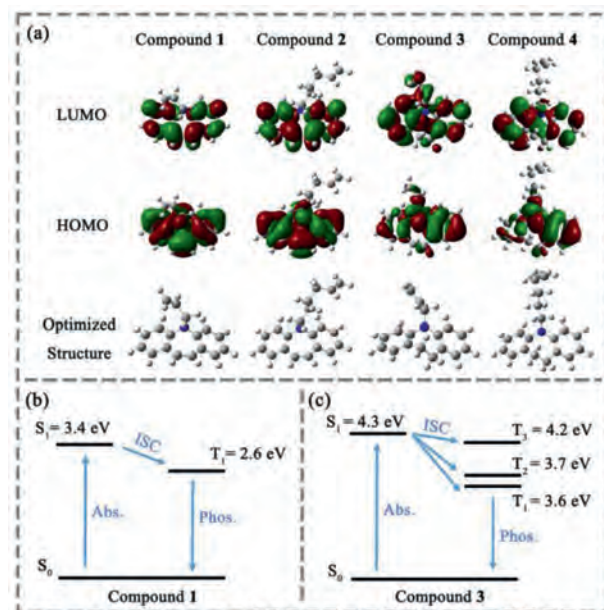 (a) Compound 1 Compound 2 Compound 3 Compound 4
LUMO
HOMO
Optimized
Structure
(b)
S₁= 3.4 eV
ISC
T₁= 2.6 eV
Abs.
Phos.
S₀
Compound 1
(c)
S₁ = 4.3 eV
ISC
T₃ = 4.2 eV
T₂ = 3.7 eV
T₁ = 3.6 eV
Abs.
Phos.
S₀
Compound 3